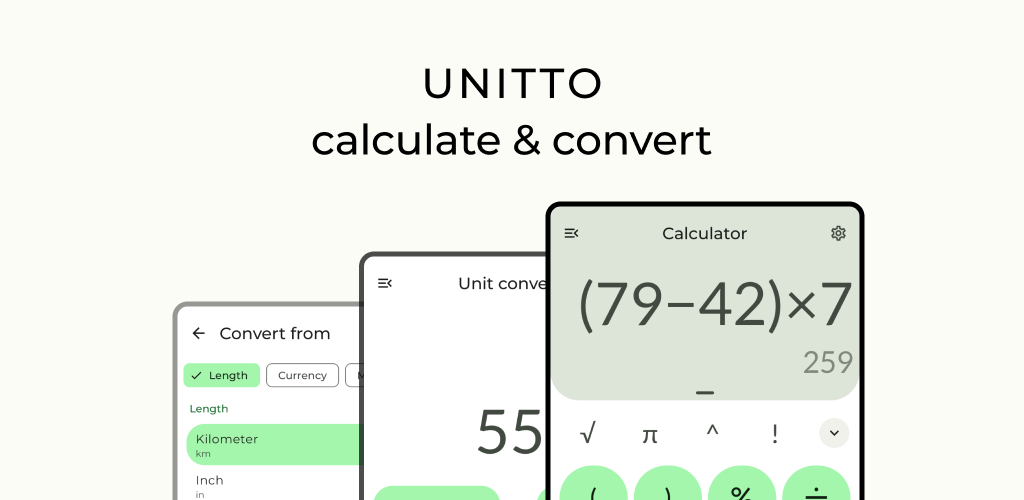 UNITTO
calculate & convert
Convert from
Length
Currency
Length
Kilometer
km
Inch
in
Unit conve
55
Calculator
(79−42)×7
259
√ π ^ !
( ) % ÷